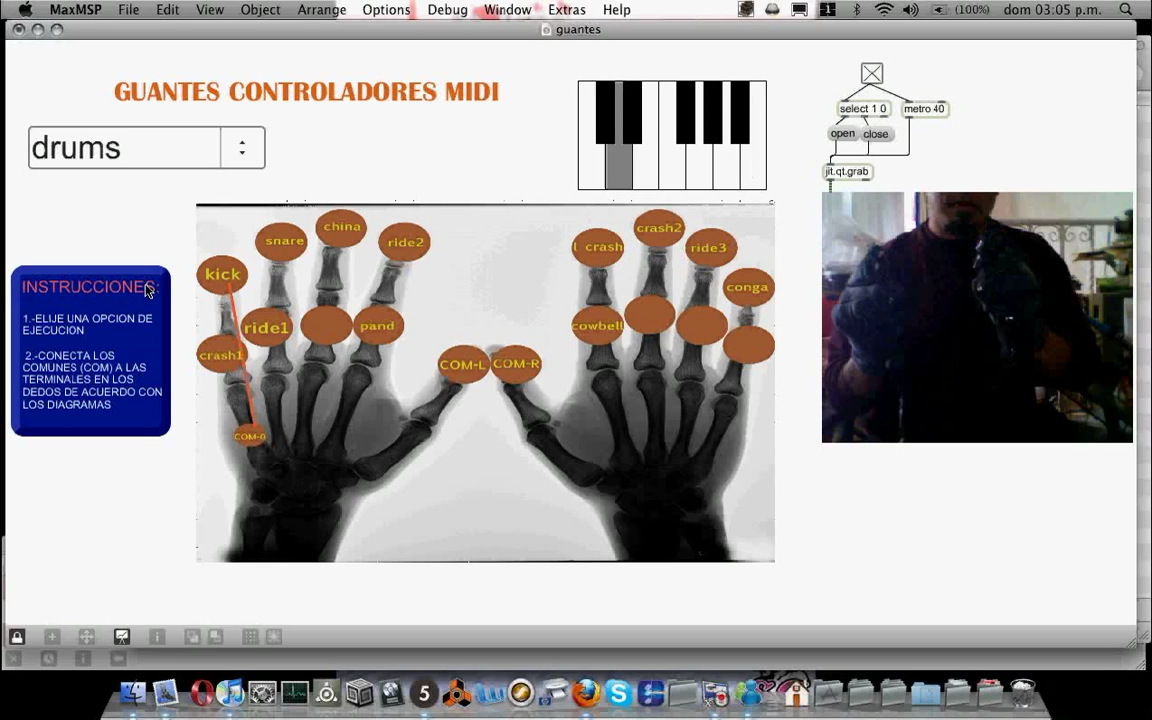 MaxMSP File Edit View Object Arrange Options Debug Window Extras Help (100%) dom 03:05 p.m.
guantes
GUANTES CONTROLADORES MIDI
drums
select 1 0 metro 40
open close
jit.qt.grab
snare china ride2 l crash crash2 ride3
kick conga
ride1 pand cowbell
crash1 COM-L COM-R
COM-0
INSTRUCCIONES:
1.-ELIJE UNA OPCION DE
EJECUCION
2.-CONECTA LOS
COMUNES (COM) A LAS
TERMINALES EN LOS
DEDOS DE ACUERDO CON
LOS DIAGRAMAS
5